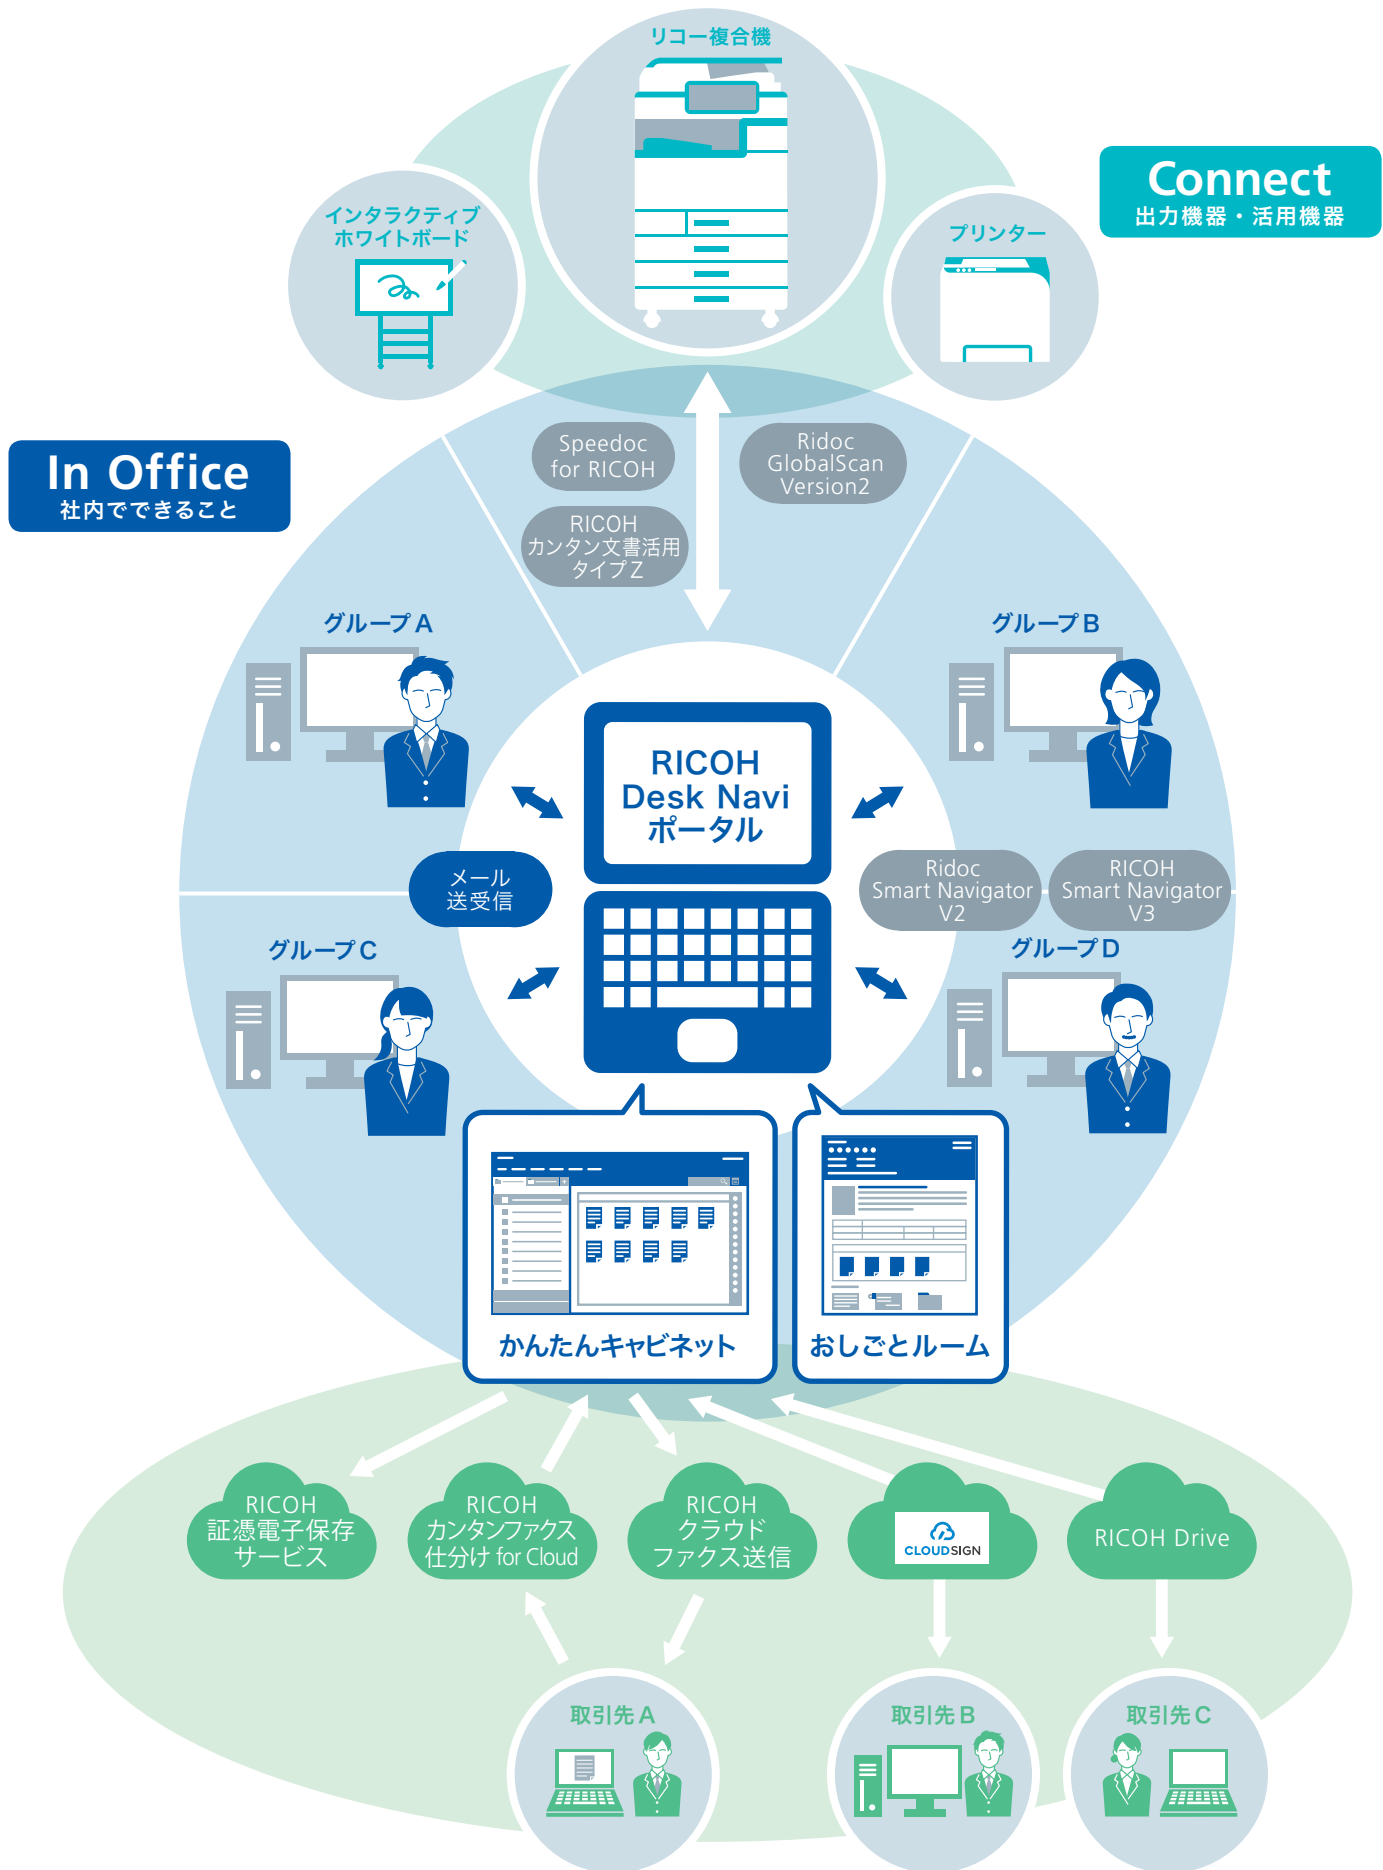 リコー複合機
インタラクティブ
ホワイトボード
プリンター
Connect
出力機器・活用機器
In Office
社内でできること
Speedoc
for RICOH
Ridoc
GlobalScan
Version2
RICOH
カンタン文書活用
タイプZ
グループA
グループB
RICOH
Desk Navi
ポータル
メール
送受信
Ridoc
Smart Navigator
V2
RICOH
Smart Navigator
V3
グループC
グループD
かんたんキャビネット
おしごとルーム
RICOH
証憑電子保存
サービス
RICOH
カンタンファクス
仕分け for Cloud
RICOH
クラウド
ファクス送信
CLOUDSIGN
RICOH Drive
取引先A
取引先B
取引先C